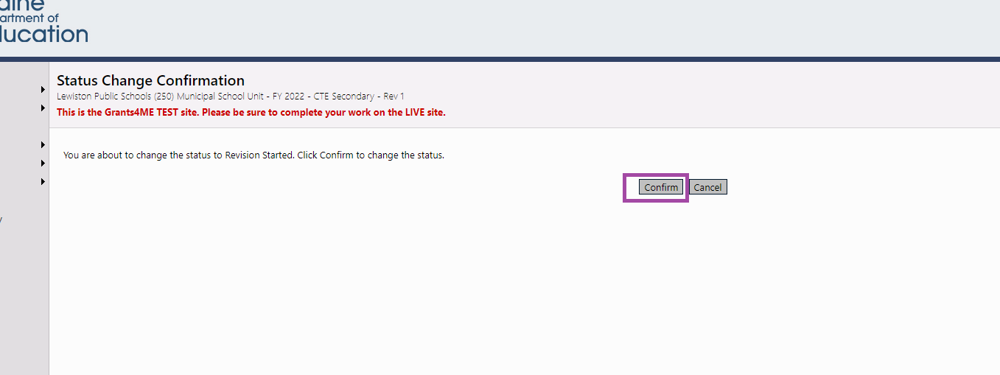 artment of
ucation
Status Change Confirmation
Lewiston Public Schools (250) Municipal School Unit - FY 2022 - CTE Secondary - Rev 1
This is the Grants4ME TEST site. Please be sure to complete your work on the LIVE site.
You are about to change the status to Revision Started. Click Confirm to change the status.
Confirm Cancel